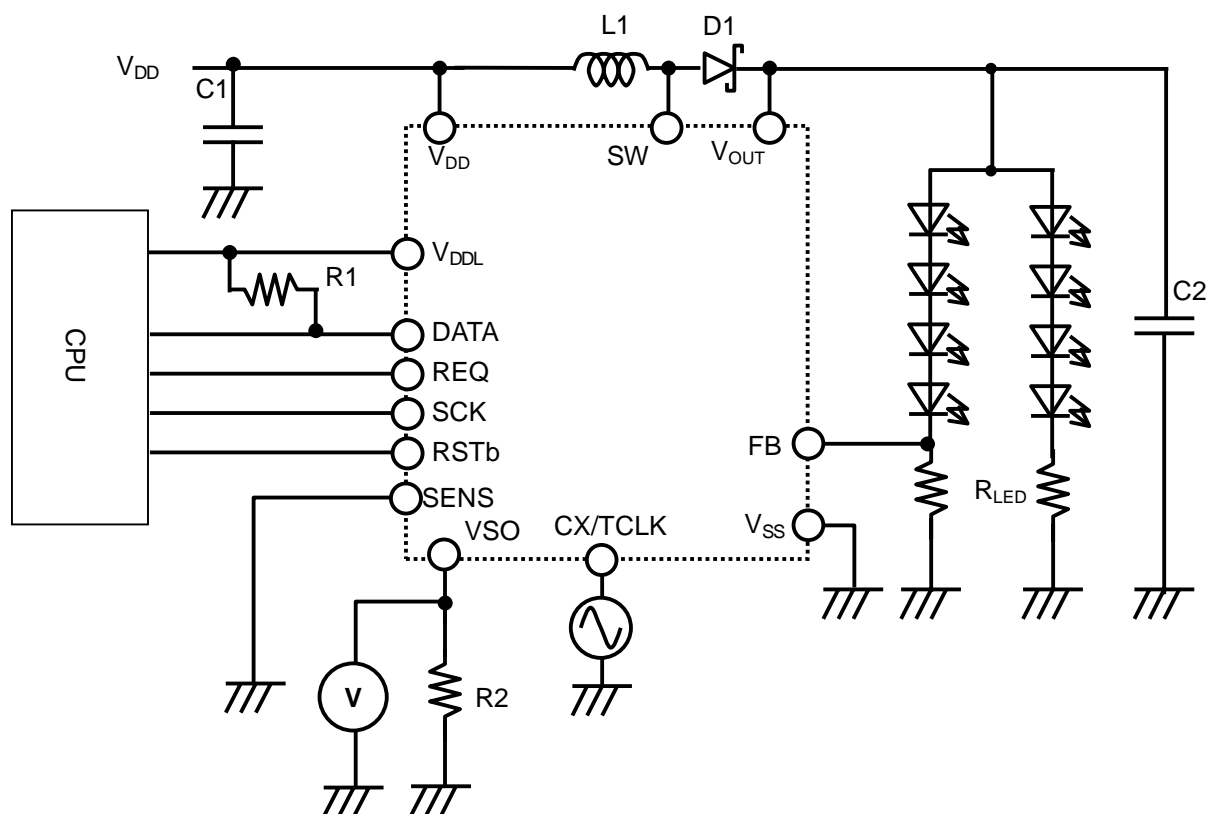 L1
D1
VDD
C1
VDD
SW
VOUT
VDDL
R1
C2
CPU
DATA
REQ
SCK
RSTb
FB
SENS
RLED
VSO
CX/TCLK
VSS
V
R2